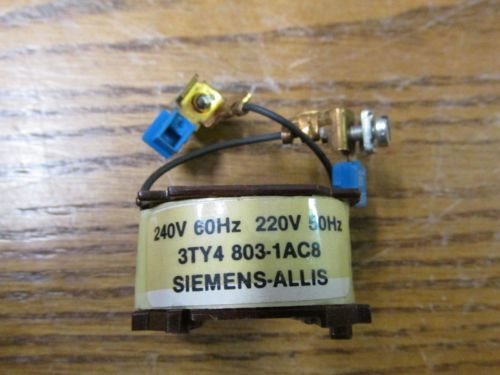 240V 60Hz 220V 50Hz
3TY4 803-1AC8
SIEMENS-ALLIS